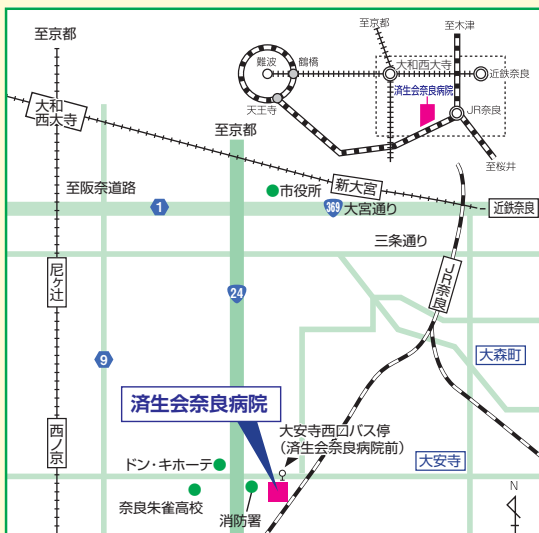 至京都
至京都
至木津
難波
鶴橋
大和西大寺
近鉄奈良
済生会奈良病院
天王寺
JR奈良
至桜井
大和
西大寺
至京都
至阪奈道路
市役所
新大宮
近鉄奈良
1
369
大宮通り
三条通り
尼ヶ辻
24
JR奈良
大森町
9
済生会奈良病院
西ノ京
大安寺西口バス停
(済生会奈良病院前)
大安寺
ドン・キホーテ
奈良朱雀高校
消防署
N